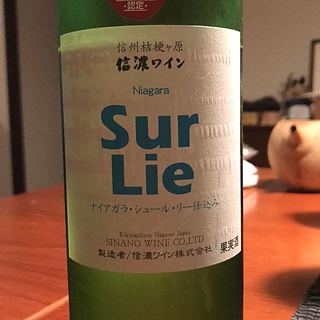 認定
信州桔梗ヶ原
信濃ワイン
Niagara
Sur
Lie
ナイアガラ・シュール・リー仕込み
Kikyogahara Nagano Japan
SINANO WINE CO.,LTD
製造者/信濃ワイン株式会社
果実酒